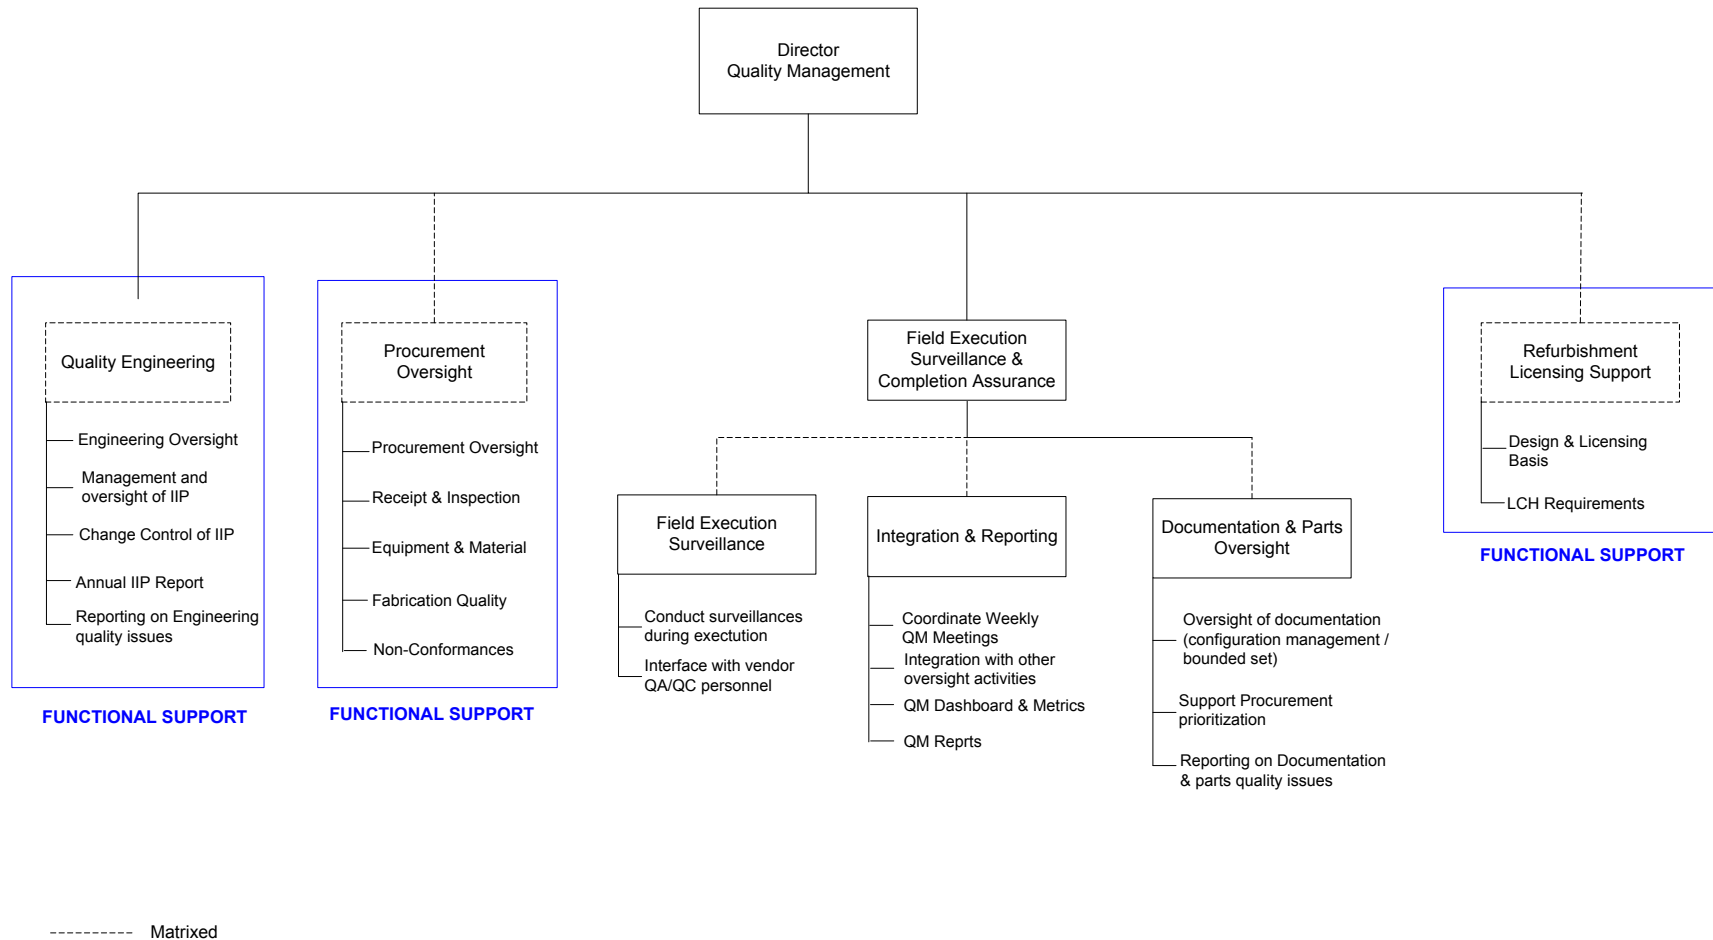 Director
Quality Management
Quality Engineering
Engineering Oversight
Management and
oversight of IIP
Change Control of IIP
Annual IIP Report
Reporting on Engineering
quality issues
FUNCTIONAL SUPPORT
Procurement
Oversight
Procurement Oversight
Receipt & Inspection
Equipment & Material
Fabrication Quality
Non-Conformances
FUNCTIONAL SUPPORT
Field Execution
Surveillance &
Completion Assurance
Field Execution
Surveillance
Conduct surveillances
during exectution
Interface with vendor
QA/QC personnel
Integration & Reporting
Coordinate Weekly
QM Meetings
Integration with other
oversight activities
QM Dashboard & Metrics
QM Reprts
Documentation & Parts
Oversight
Oversight of documentation
(configuration management /
bounded set)
Support Procurement
prioritization
Reporting on Documentation
& parts quality issues
Refurbishment
Licensing Support
Design & Licensing
Basis
LCH Requirements
FUNCTIONAL SUPPORT
Matrixed